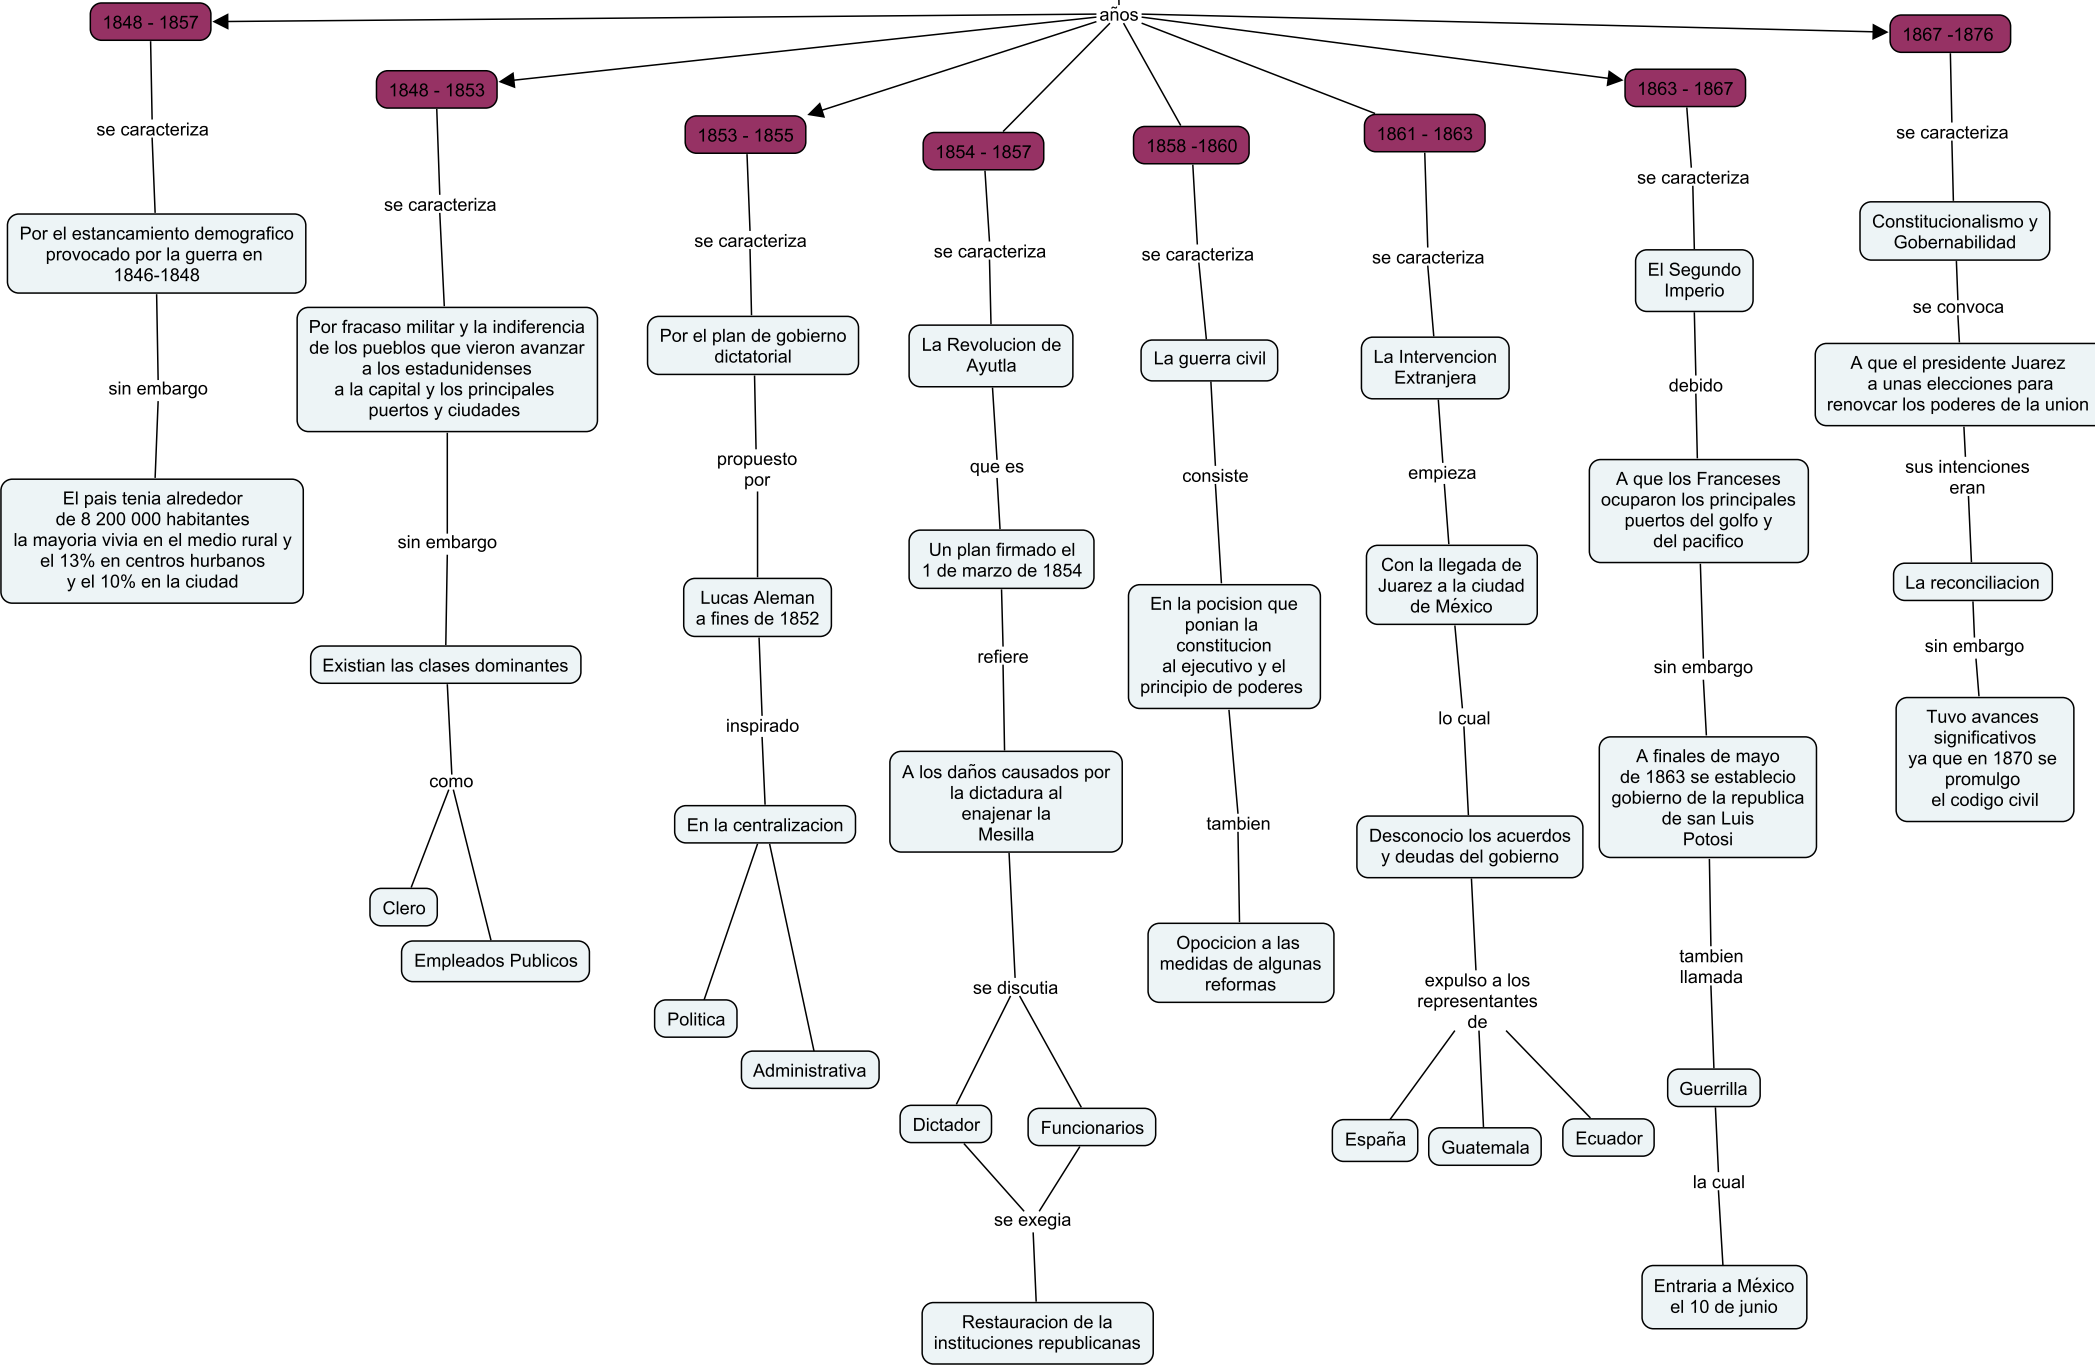 años
1848 - 1857
se caracteriza
Por el estancamiento demografico
provocado por la guerra en
1846-1848
sin embargo
El pais tenia alrededor
de 8 200 000 habitantes
la mayoria vivia en el medio rural y
el 13% en centros hurbanos
y el 10% en la ciudad
1848 - 1853
se caracteriza
Por fracaso militar y la indiferencia
de los pueblos que vieron avanzar
a los estadunidenses
a la capital y los principales
puertos y ciudades
sin embargo
Existian las clases dominantes
como
Clero
Empleados Publicos
1853 - 1855
se caracteriza
Por el plan de gobierno
dictatorial
propuesto
por
Lucas Aleman
a fines de 1852
inspirado
En la centralizacion
Politica
Administrativa
1854 - 1857
se caracteriza
La Revolucion de
Ayutla
que es
Un plan firmado el
1 de marzo de 1854
refiere
A los daños causados por
la dictadura al
enajenar la
Mesilla
se discutia
Dictador
Funcionarios
se exegia
Restauracion de la
instituciones republicanas
1858 -1860
se caracteriza
La guerra civil
consiste
En la pocision que
ponian la
constitucion
al ejecutivo y el
principio de poderes
tambien
Opocicion a las
medidas de algunas
reformas
1861 - 1863
se caracteriza
La Intervencion
Extranjera
empieza
Con la llegada de
Juarez a la ciudad
de México
lo cual
Desconocio los acuerdos
y deudas del gobierno
expulso a los
representantes
de
España
Guatemala
Ecuador
1863 - 1867
se caracteriza
El Segundo
Imperio
debido
A que los Franceses
ocuparon los principales
puertos del golfo y
del pacifico
sin embargo
A finales de mayo
de 1863 se establecio
gobierno de la republica
de san Luis
Potosi
tambien
llamada
Guerrilla
la cual
Entraria a México
el 10 de junio
1867 -1876
se caracteriza
Constitucionalismo y
Gobernabilidad
se convoca
A que el presidente Juarez
a unas elecciones para
renovcar los poderes de la union
sus intenciones
eran
La reconciliacion
sin embargo
Tuvo avances
significativos
ya que en 1870 se
promulgo
el codigo civil